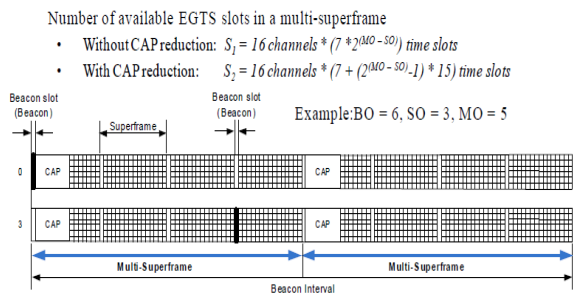 Number of available EGTS slots in a multi-superframe
• Without CAP reduction: S₁ = 16 channels * (7 *2^(MO – SO)) time slots
• With CAP reduction: S₂ = 16 channels * (7 + (2^(MO – SO)-1) * 15) time slots
Beacon slot
(Beacon)
Superframe
Beacon slot
(Beacon)
Example:BO = 6, SO = 3, MO = 5
0 CAP CAP
3 CAP CAP
Multi-Superframe Multi-Superframe
Beacon Interval